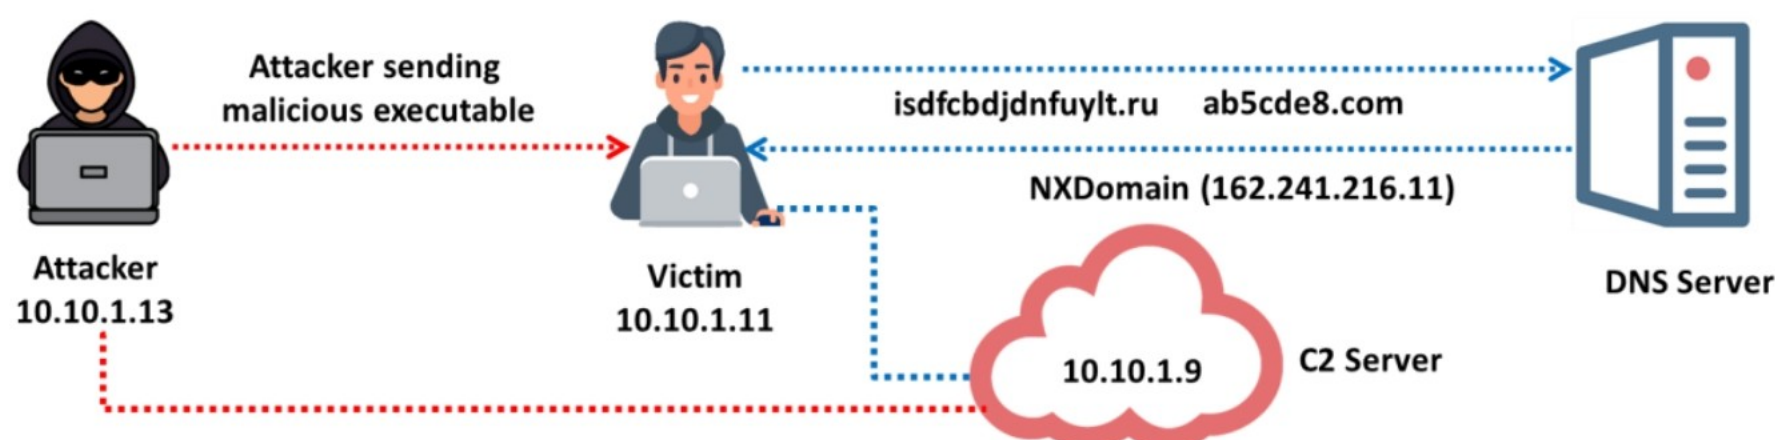 Attacker sending
malicious executable
isdfcbdjdnfuylt.ru ab5cde8.com
NXDomain (162.241.216.11)
Attacker
10.10.1.13
Victim
10.10.1.11
DNS Server
10.10.1.9
C2 Server